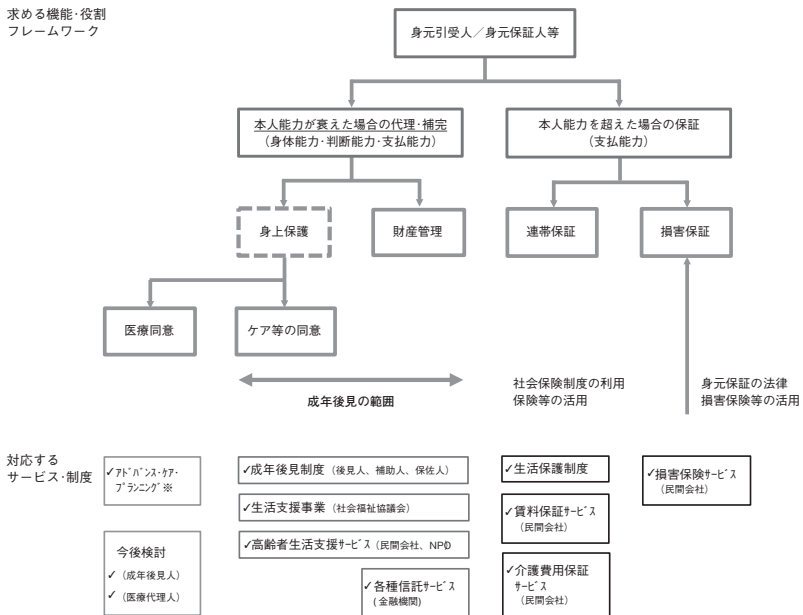 求める機能・役割
フレームワーク
身元引受人／身元保証人等
本人能力が衰えた場合の代理・補完
（身体能力・判断能力・支払能力）
本人能力を超えた場合の保証
（支払能力）
身上保護
財産管理
連帯保証
損害保証
医療同意
ケア等の同意
成年後見の範囲
社会保険制度の利用
保険等の活用
身元保証の法律
損害保険等の活用
対応する
サービス・制度
✓ｱﾄﾞﾊﾞﾝｽ・ｹｱ・
ﾌﾟﾗﾝﾆﾝｸﾞ※
✓成年後見制度（後見人、補助人、保佐人）
✓生活保護制度
✓損害保険ｻｰﾋﾞｽ
（民間会社）
✓生活支援事業（社会福祉協議会）
✓賃料保証ｻｰﾋﾞｽ
（民間会社）
今後検討
✓（成年後見人）
✓（医療代理人）
✓高齢者生活支援ｻｰﾋﾞｽ（民間会社、NPO）
✓各種信託ｻｰﾋﾞｽ
（金融機関）
✓介護費用保証
ｻｰﾋﾞｽ
（民間会社）